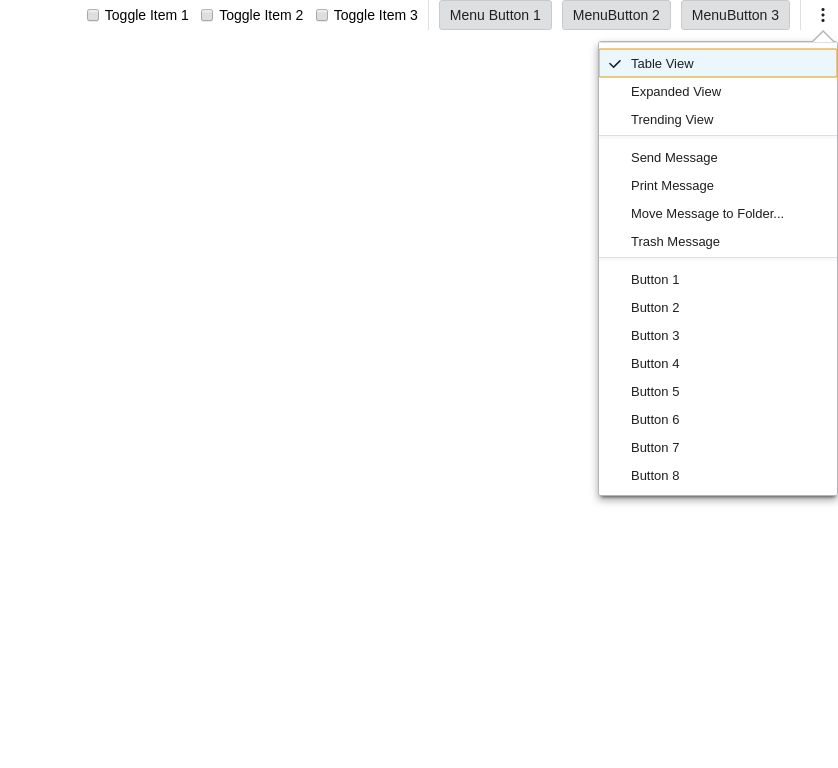 Toggle Item 1 Toggle Item 2 Toggle Item 3 Menu Button 1 MenuButton 2 MenuButton 3
Table View
Expanded View
Trending View
Send Message
Print Message
Move Message to Folder...
Trash Message
Button 1
Button 2
Button 3
Button 4
Button 5
Button 6
Button 7
Button 8